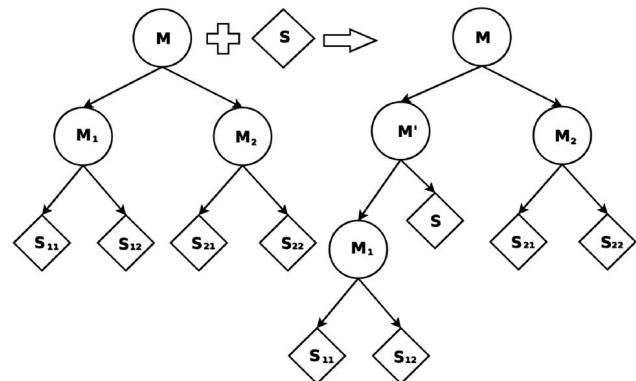 M S M
M₁ M₂ M' M₂
S₁₁ S₁₂ S₂₁ S₂₂ M₁ S S₂₁ S₂₂
S₁₁ S₁₂